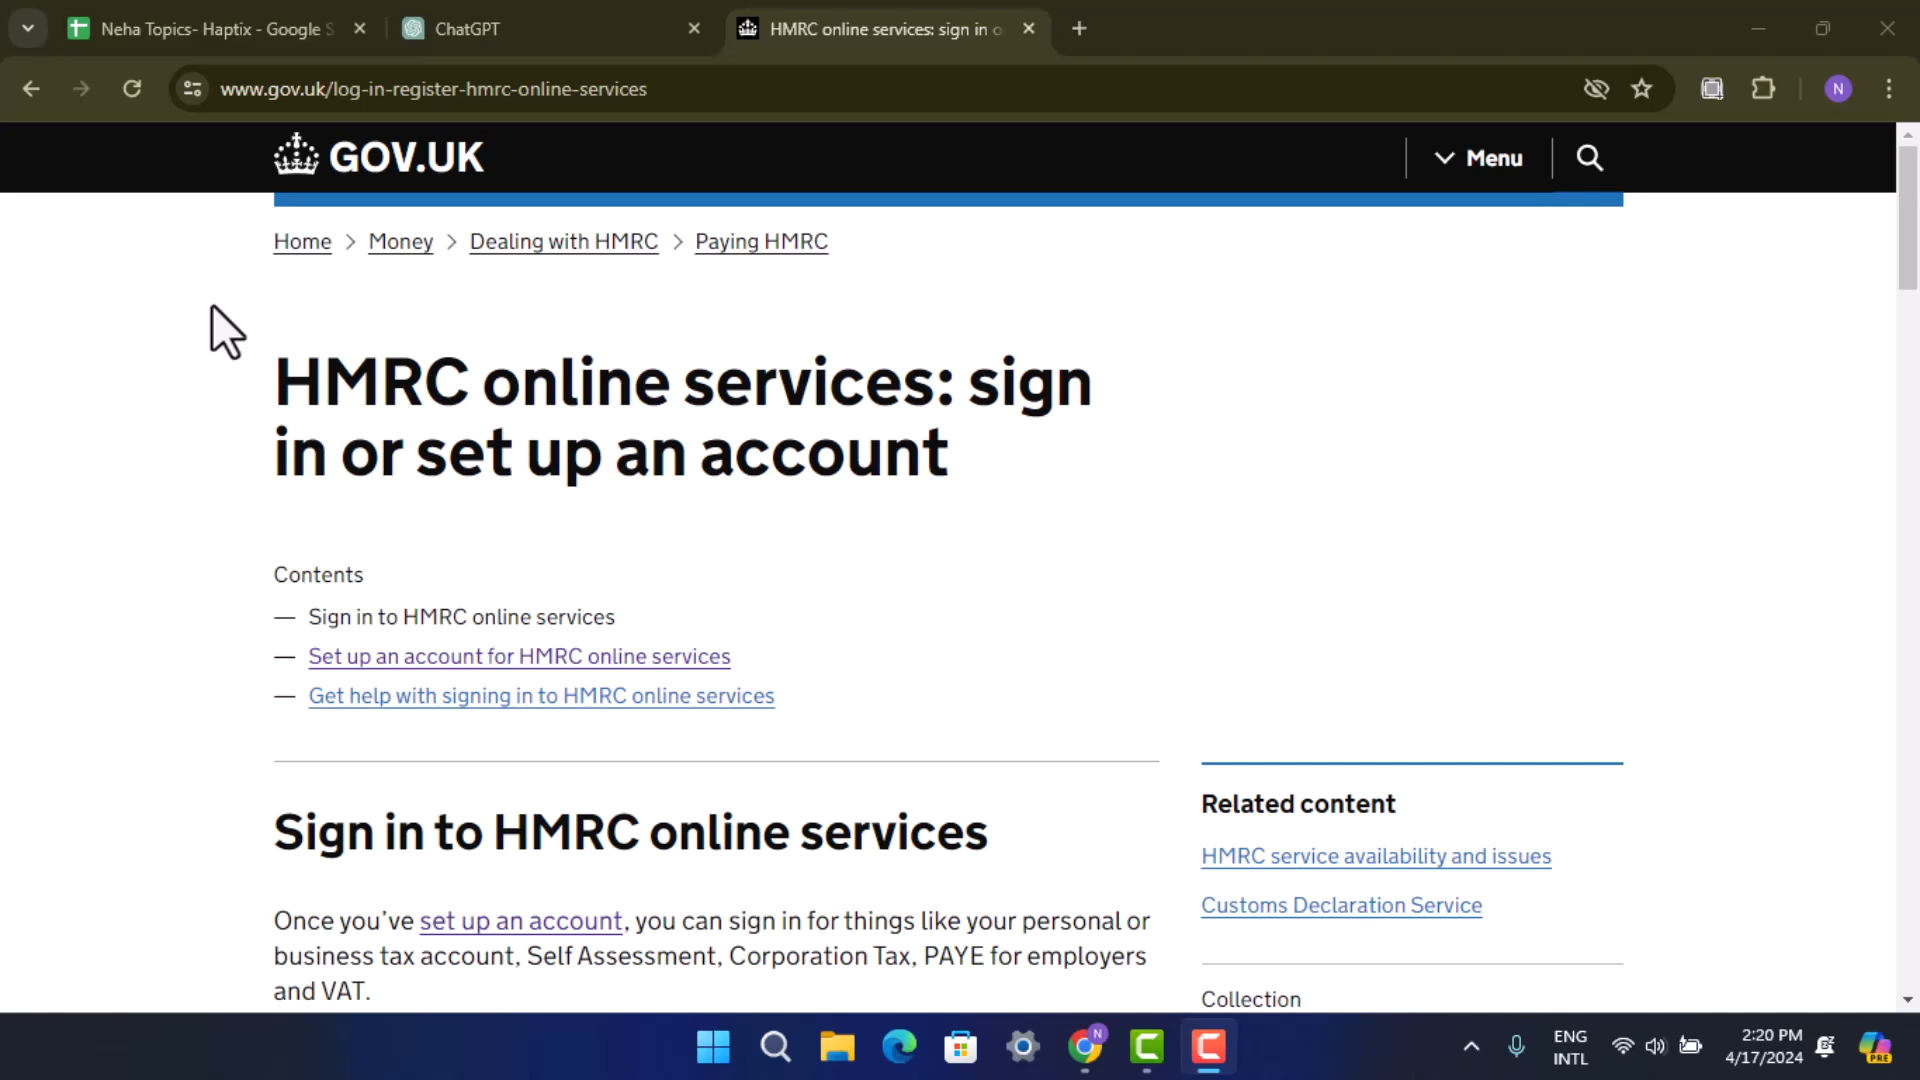 Neha Topics- Haptix - Google S
ChatGPT
HMRC online services: sign in o
www.gov.uk/log-in-register-hmrc-online-services
N
GOV.UK
Menu
Home > Money > Dealing with HMRC > Paying HMRC
HMRC online services: sign
in or set up an account
Contents
— Sign in to HMRC online services
— Set up an account for HMRC online services
— Get help with signing in to HMRC online services
Sign in to HMRC online services
Once you’ve set up an account, you can sign in for things like your personal or
business tax account, Self Assessment, Corporation Tax, PAYE for employers
and VAT.
Related content
HMRC service availability and issues
Customs Declaration Service
Collection
N
ENG
INTL
2:20 PM
4/17/2024
PRE